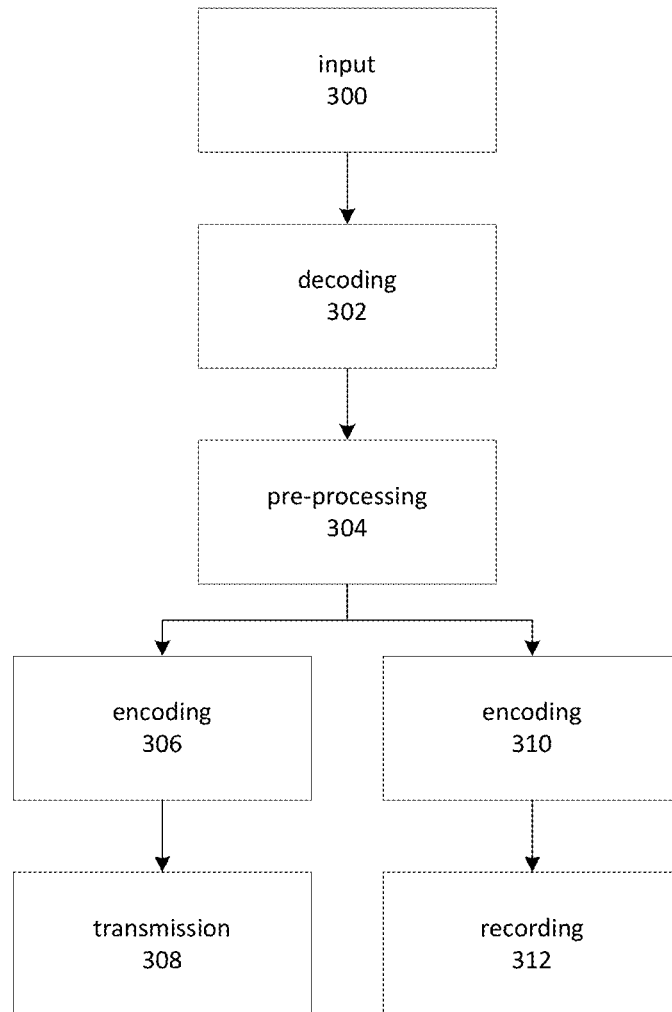 input
300
decoding
302
pre-processing
304
encoding
306
encoding
310
transmission
308
recording
312